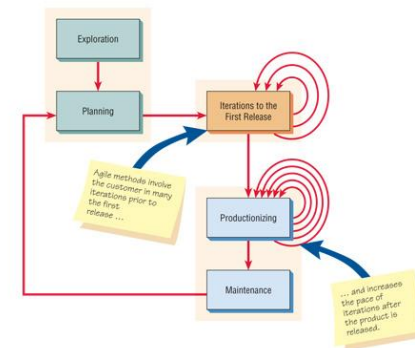 Exploration
Planning
Iterations to the
First Release
Agile methods involve
the customer in many
iterations prior to
the first
release ...
Productionizing
Maintenance
... and increases
the pace of
iterations after
the product is
released.